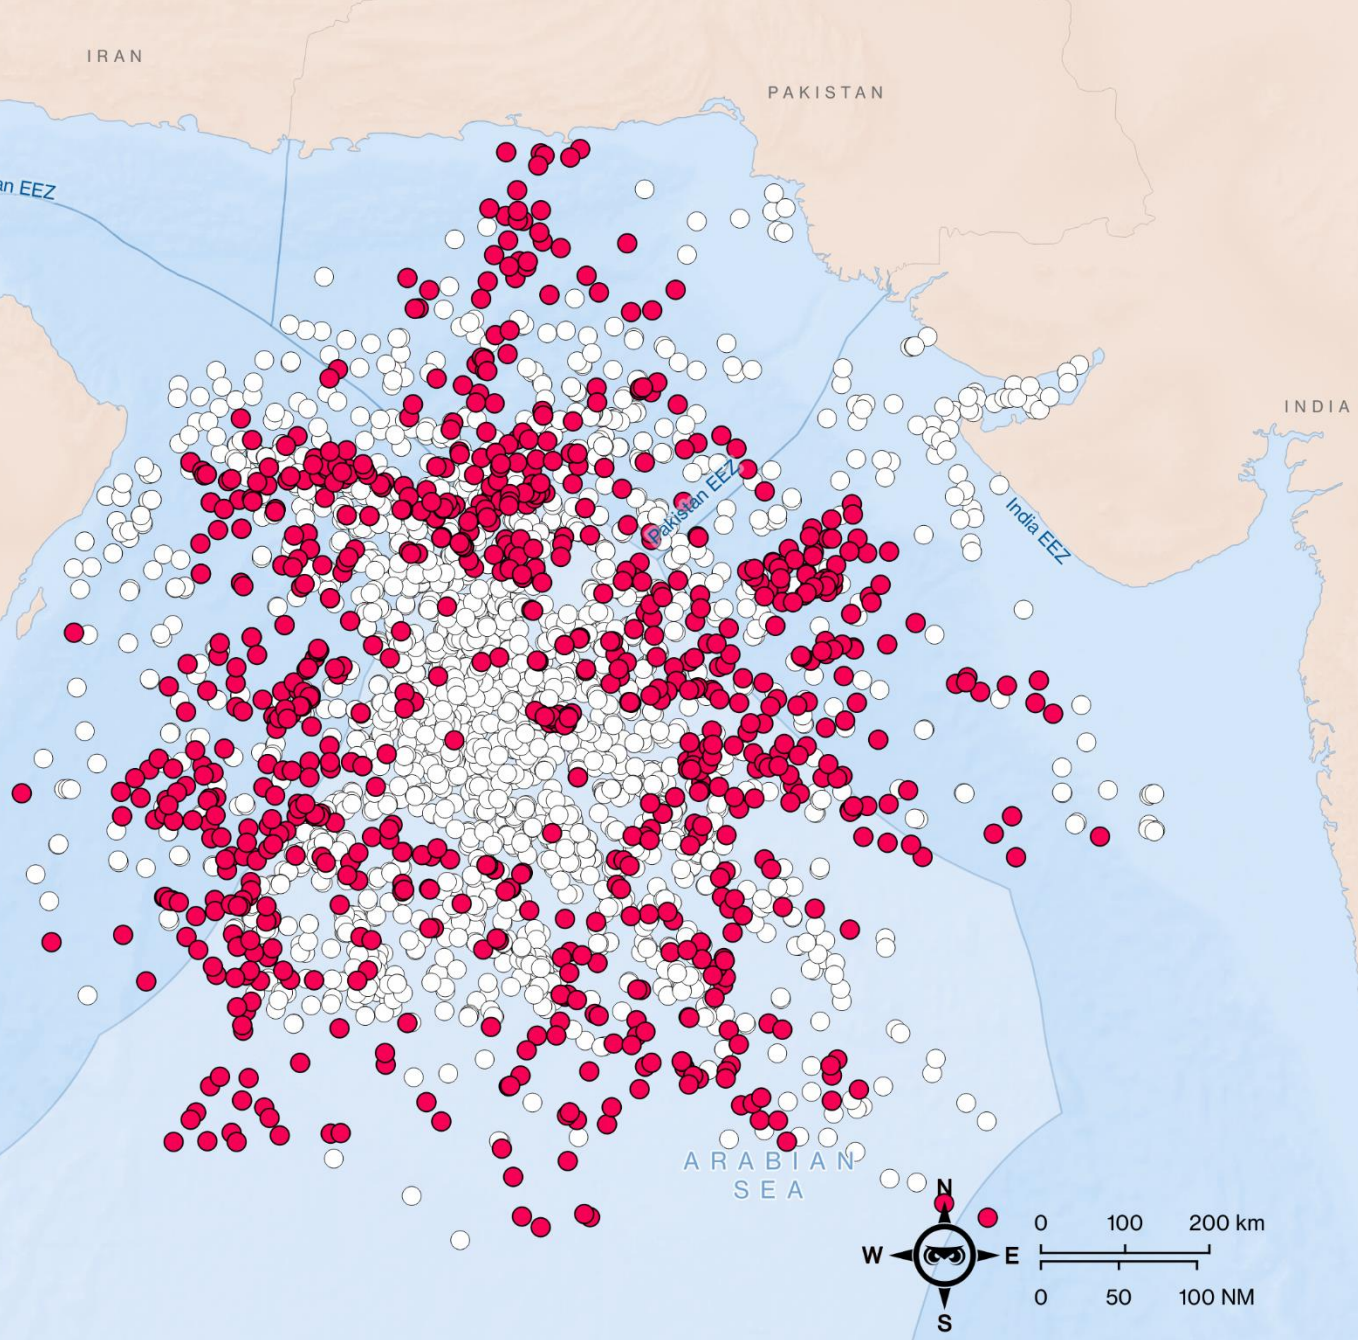 IRAN
PAKISTAN
an EEZ
INDIA
Pakistan EEZ
India EEZ
ARABIAN
SEA
N
W
E
S
0 100 200 km
0 50 100 NM